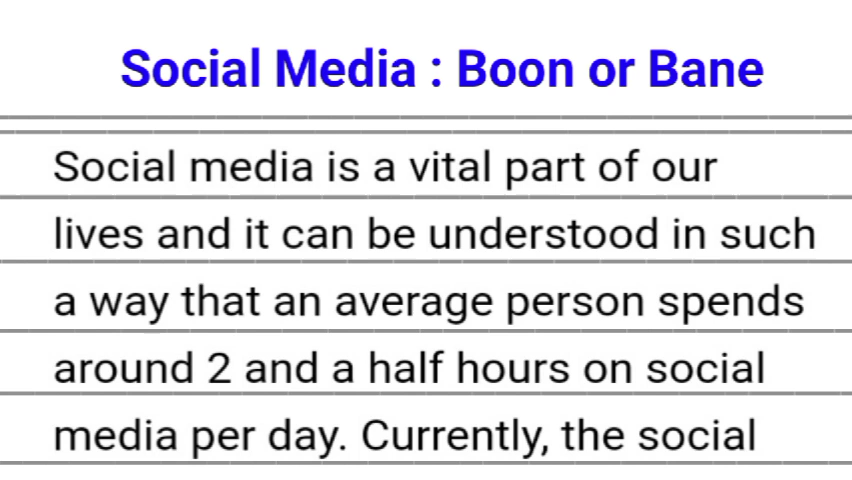 Social Media : Boon or Bane
Social media is a vital part of our
lives and it can be understood in such
a way that an average person spends
around 2 and a half hours on social
media per day. Currently, the social